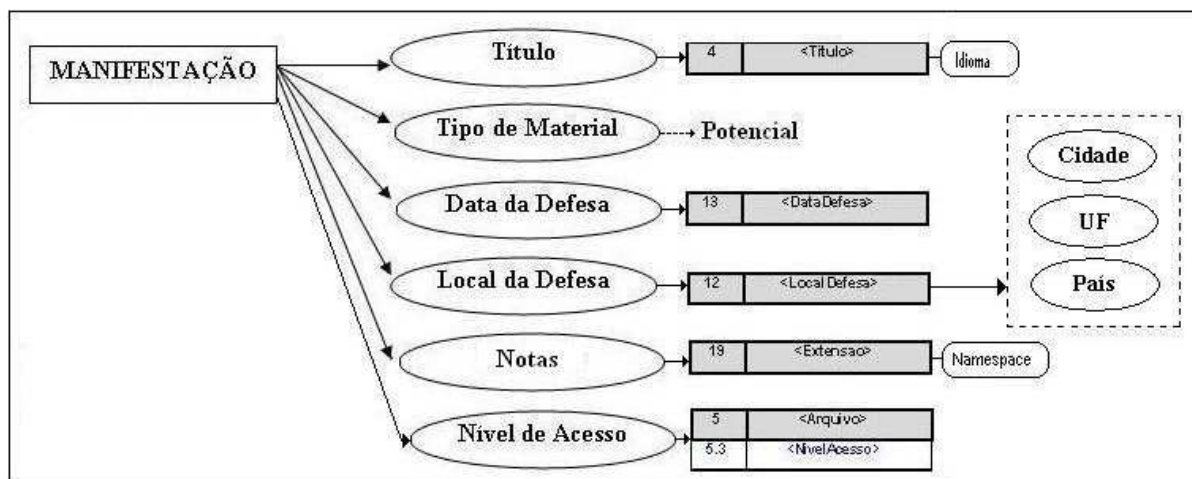 MANIFESTAÇÃO
Título
4 <Titulo>
Idioma
Tipo de Material
Potencial
Data da Defesa
13 <DataDefesa>
Local da Defesa
12 <LocalDefesa>
Cidade
UF
País
Notas
19 <Extensao>
Namespace
Nível de Acesso
5 <Arquivo>
5.3 <NivelAcesso>